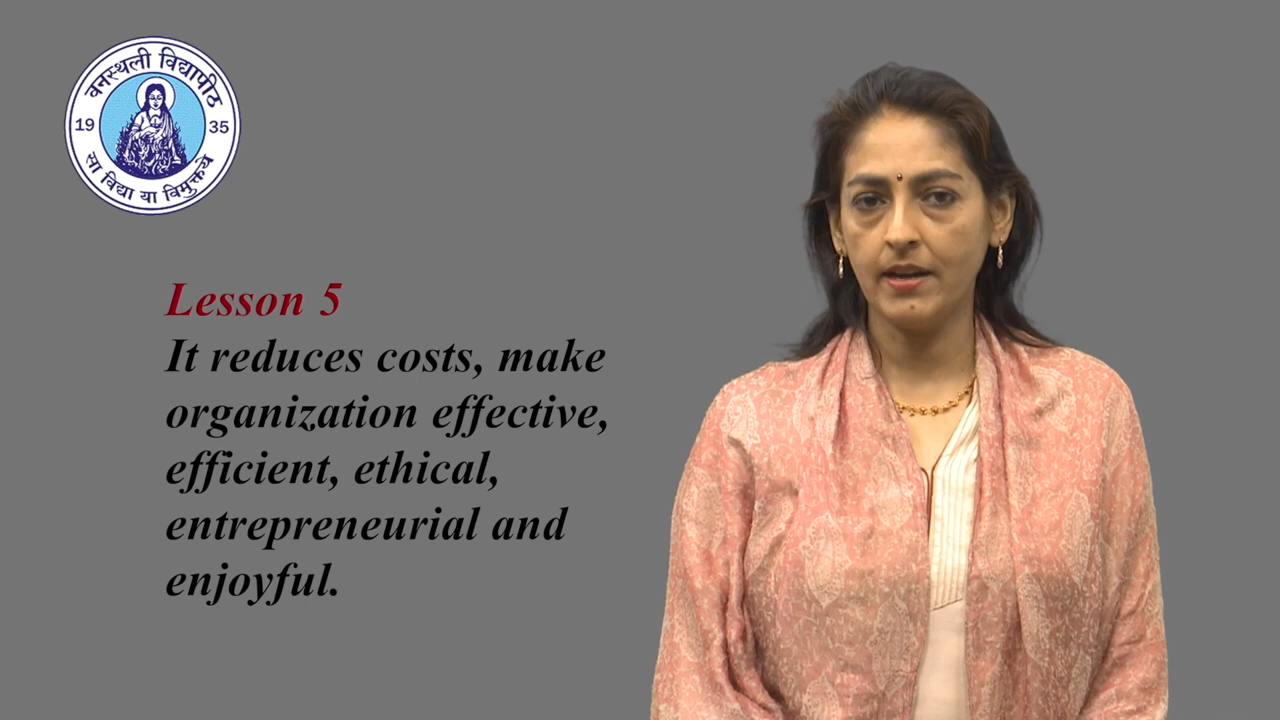 वनस्थली विद्यापीठ
19 35
सा विद्या या विमुक्तये
Lesson 5
It reduces costs, make
organization effective,
efficient, ethical,
entrepreneurial and
enjoyful.